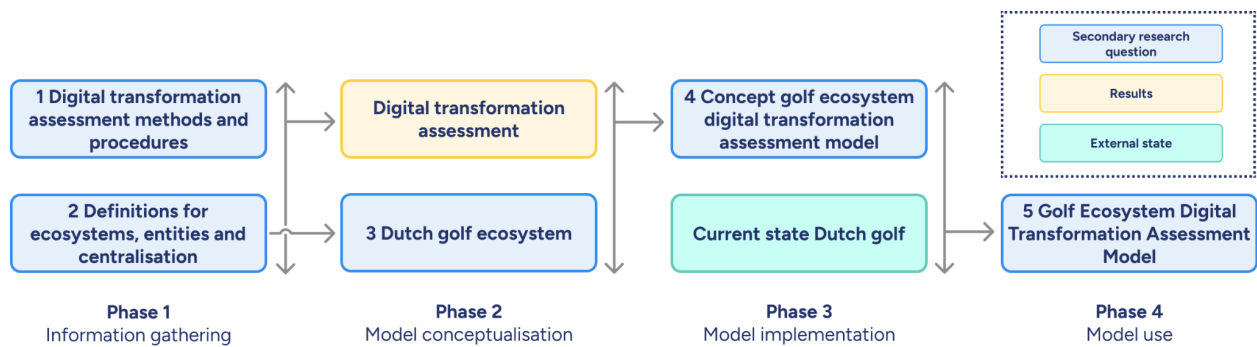 1 Digital transformation
assessment methods and
procedures
2 Definitions for
ecosystems, entities and
centralisation
Phase 1
Information gathering
Digital transformation
assessment
3 Dutch golf ecosystem
Phase 2
Model conceptualisation
4 Concept golf ecosystem
digital transformation
assessment model
Current state Dutch golf
Phase 3
Model implementation
Secondary research
question
Results
External state
5 Golf Ecosystem Digital
Transformation Assessment
Model
Phase 4
Model use